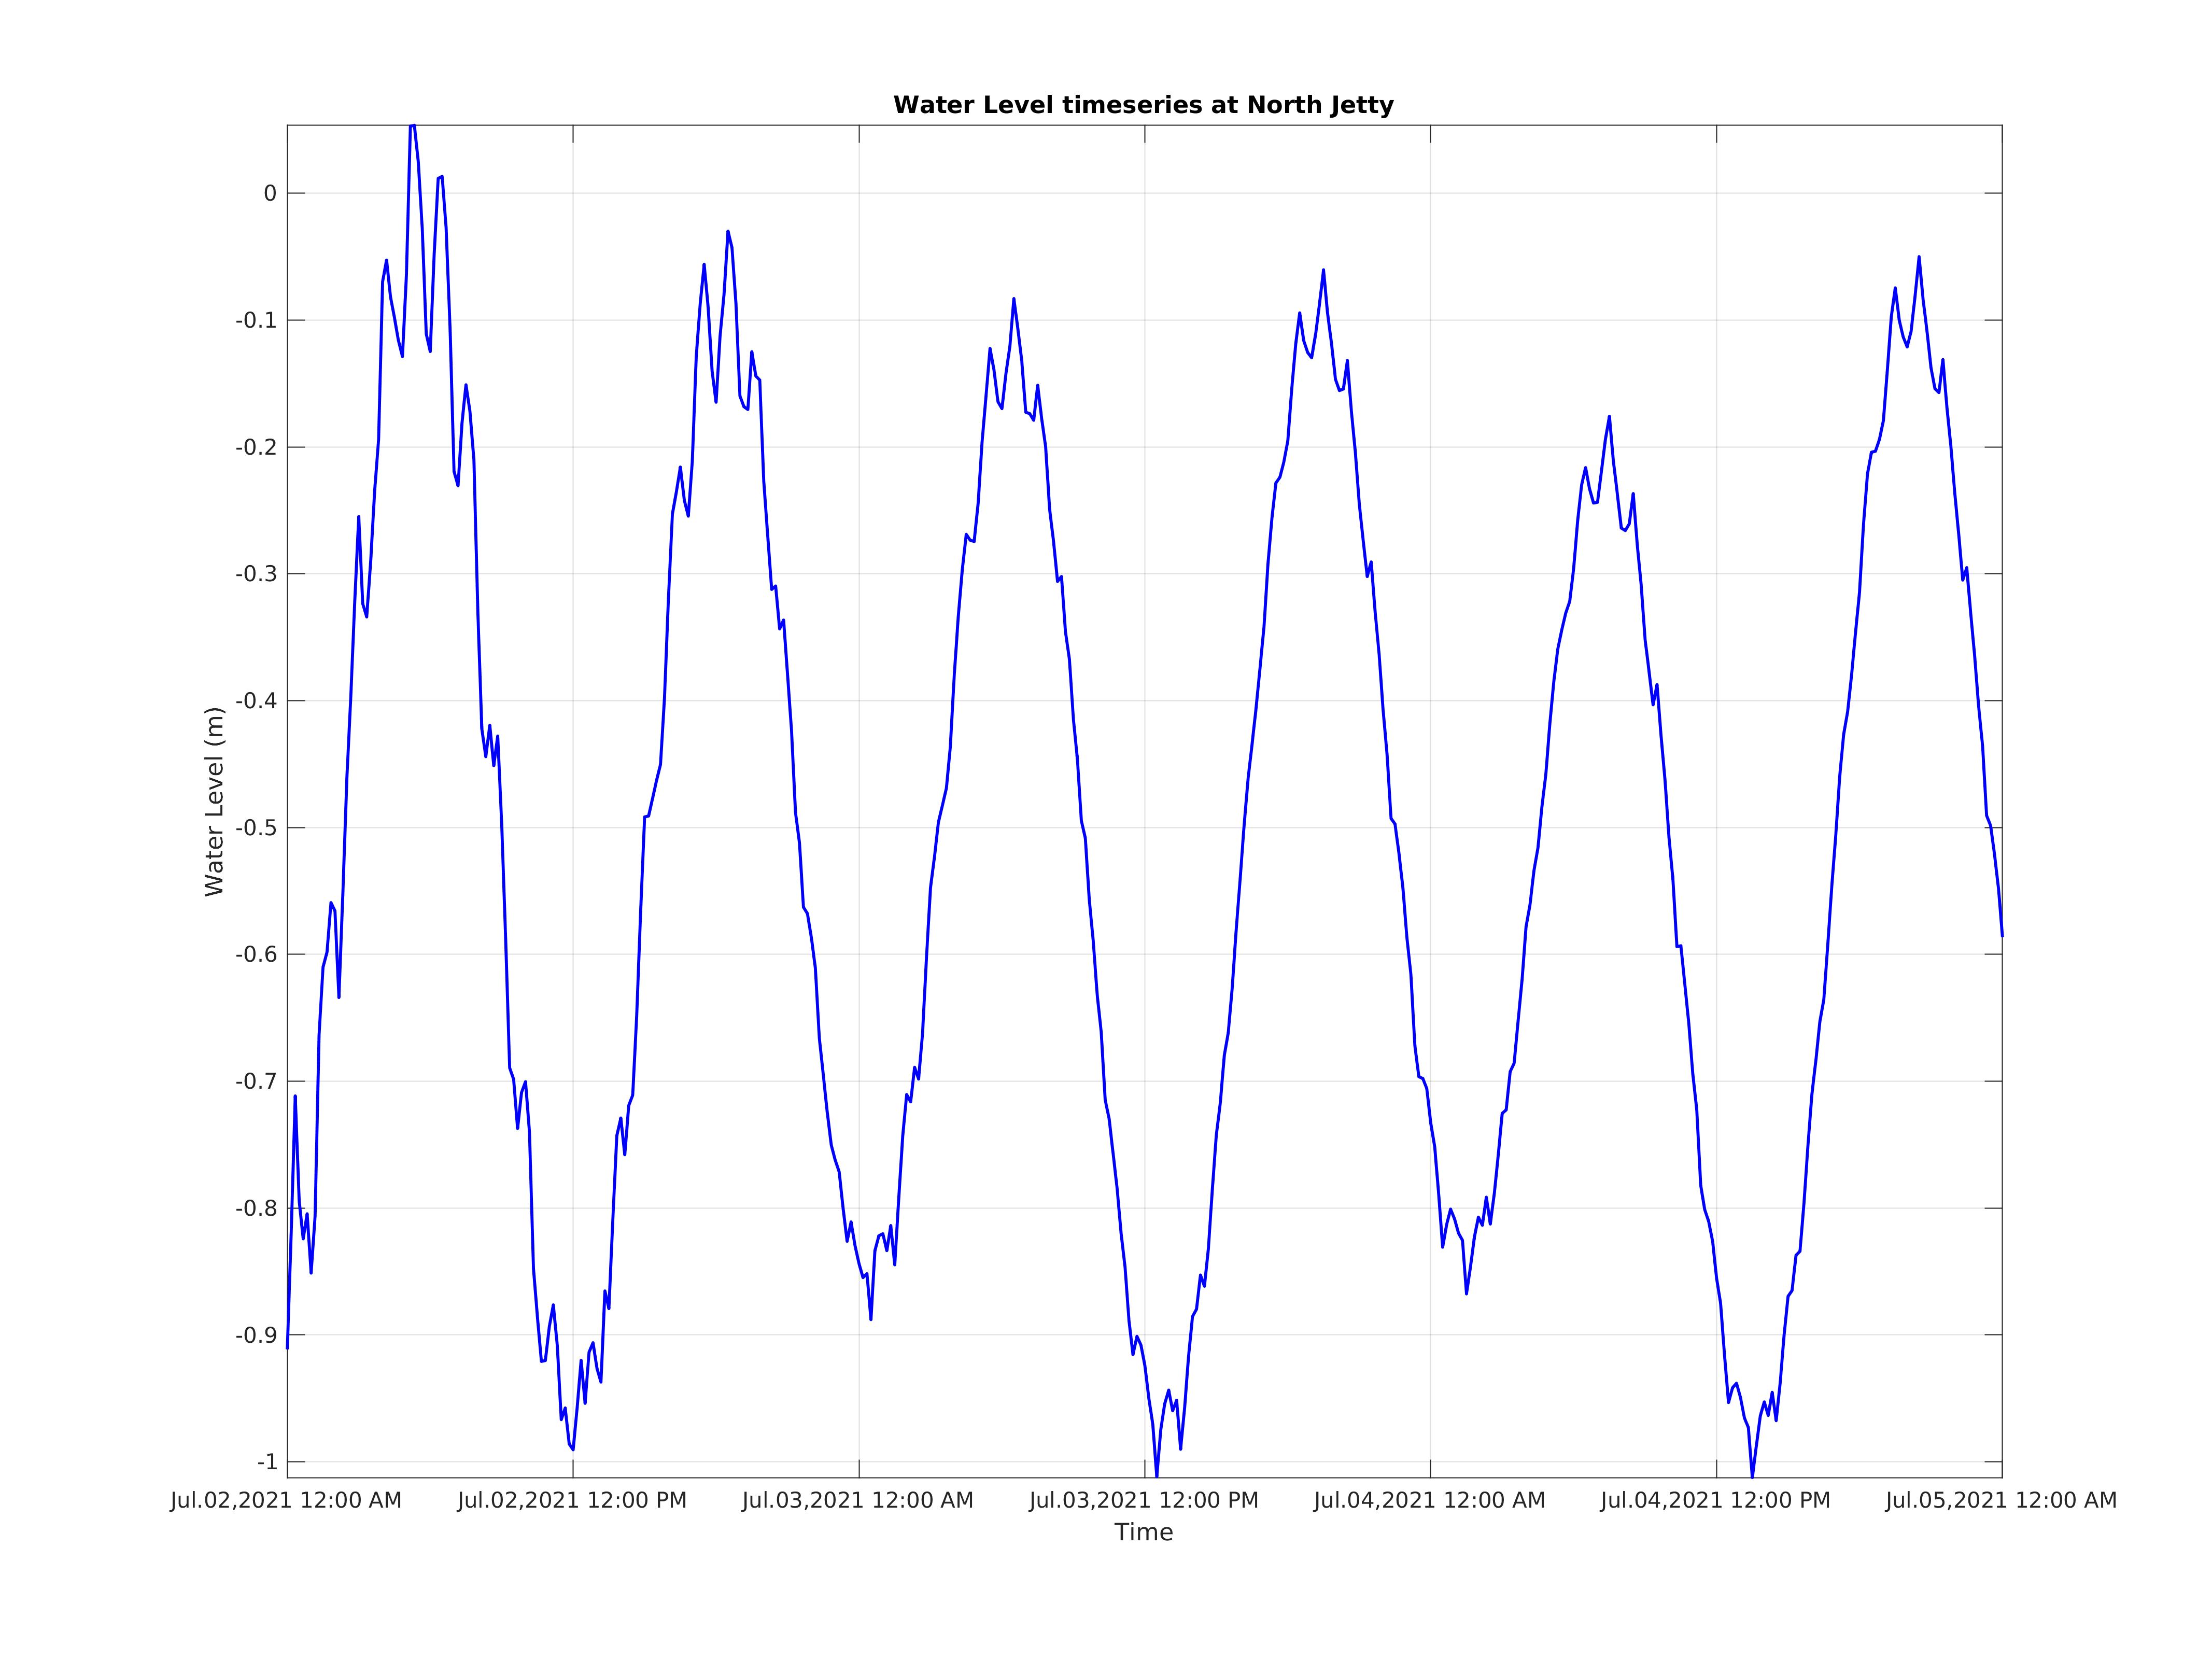 Water Level timeseries at North Jetty
0
-0.1
-0.2
-0.3
-0.4
-0.5
-0.6
-0.7
-0.8
-0.9
-1
Water Level (m)
Jul.02,2021 12:00 AM
Jul.02,2021 12:00 PM
Jul.03,2021 12:00 AM
Jul.03,2021 12:00 PM
Jul.04,2021 12:00 AM
Jul.04,2021 12:00 PM
Jul.05,2021 12:00 AM
Time